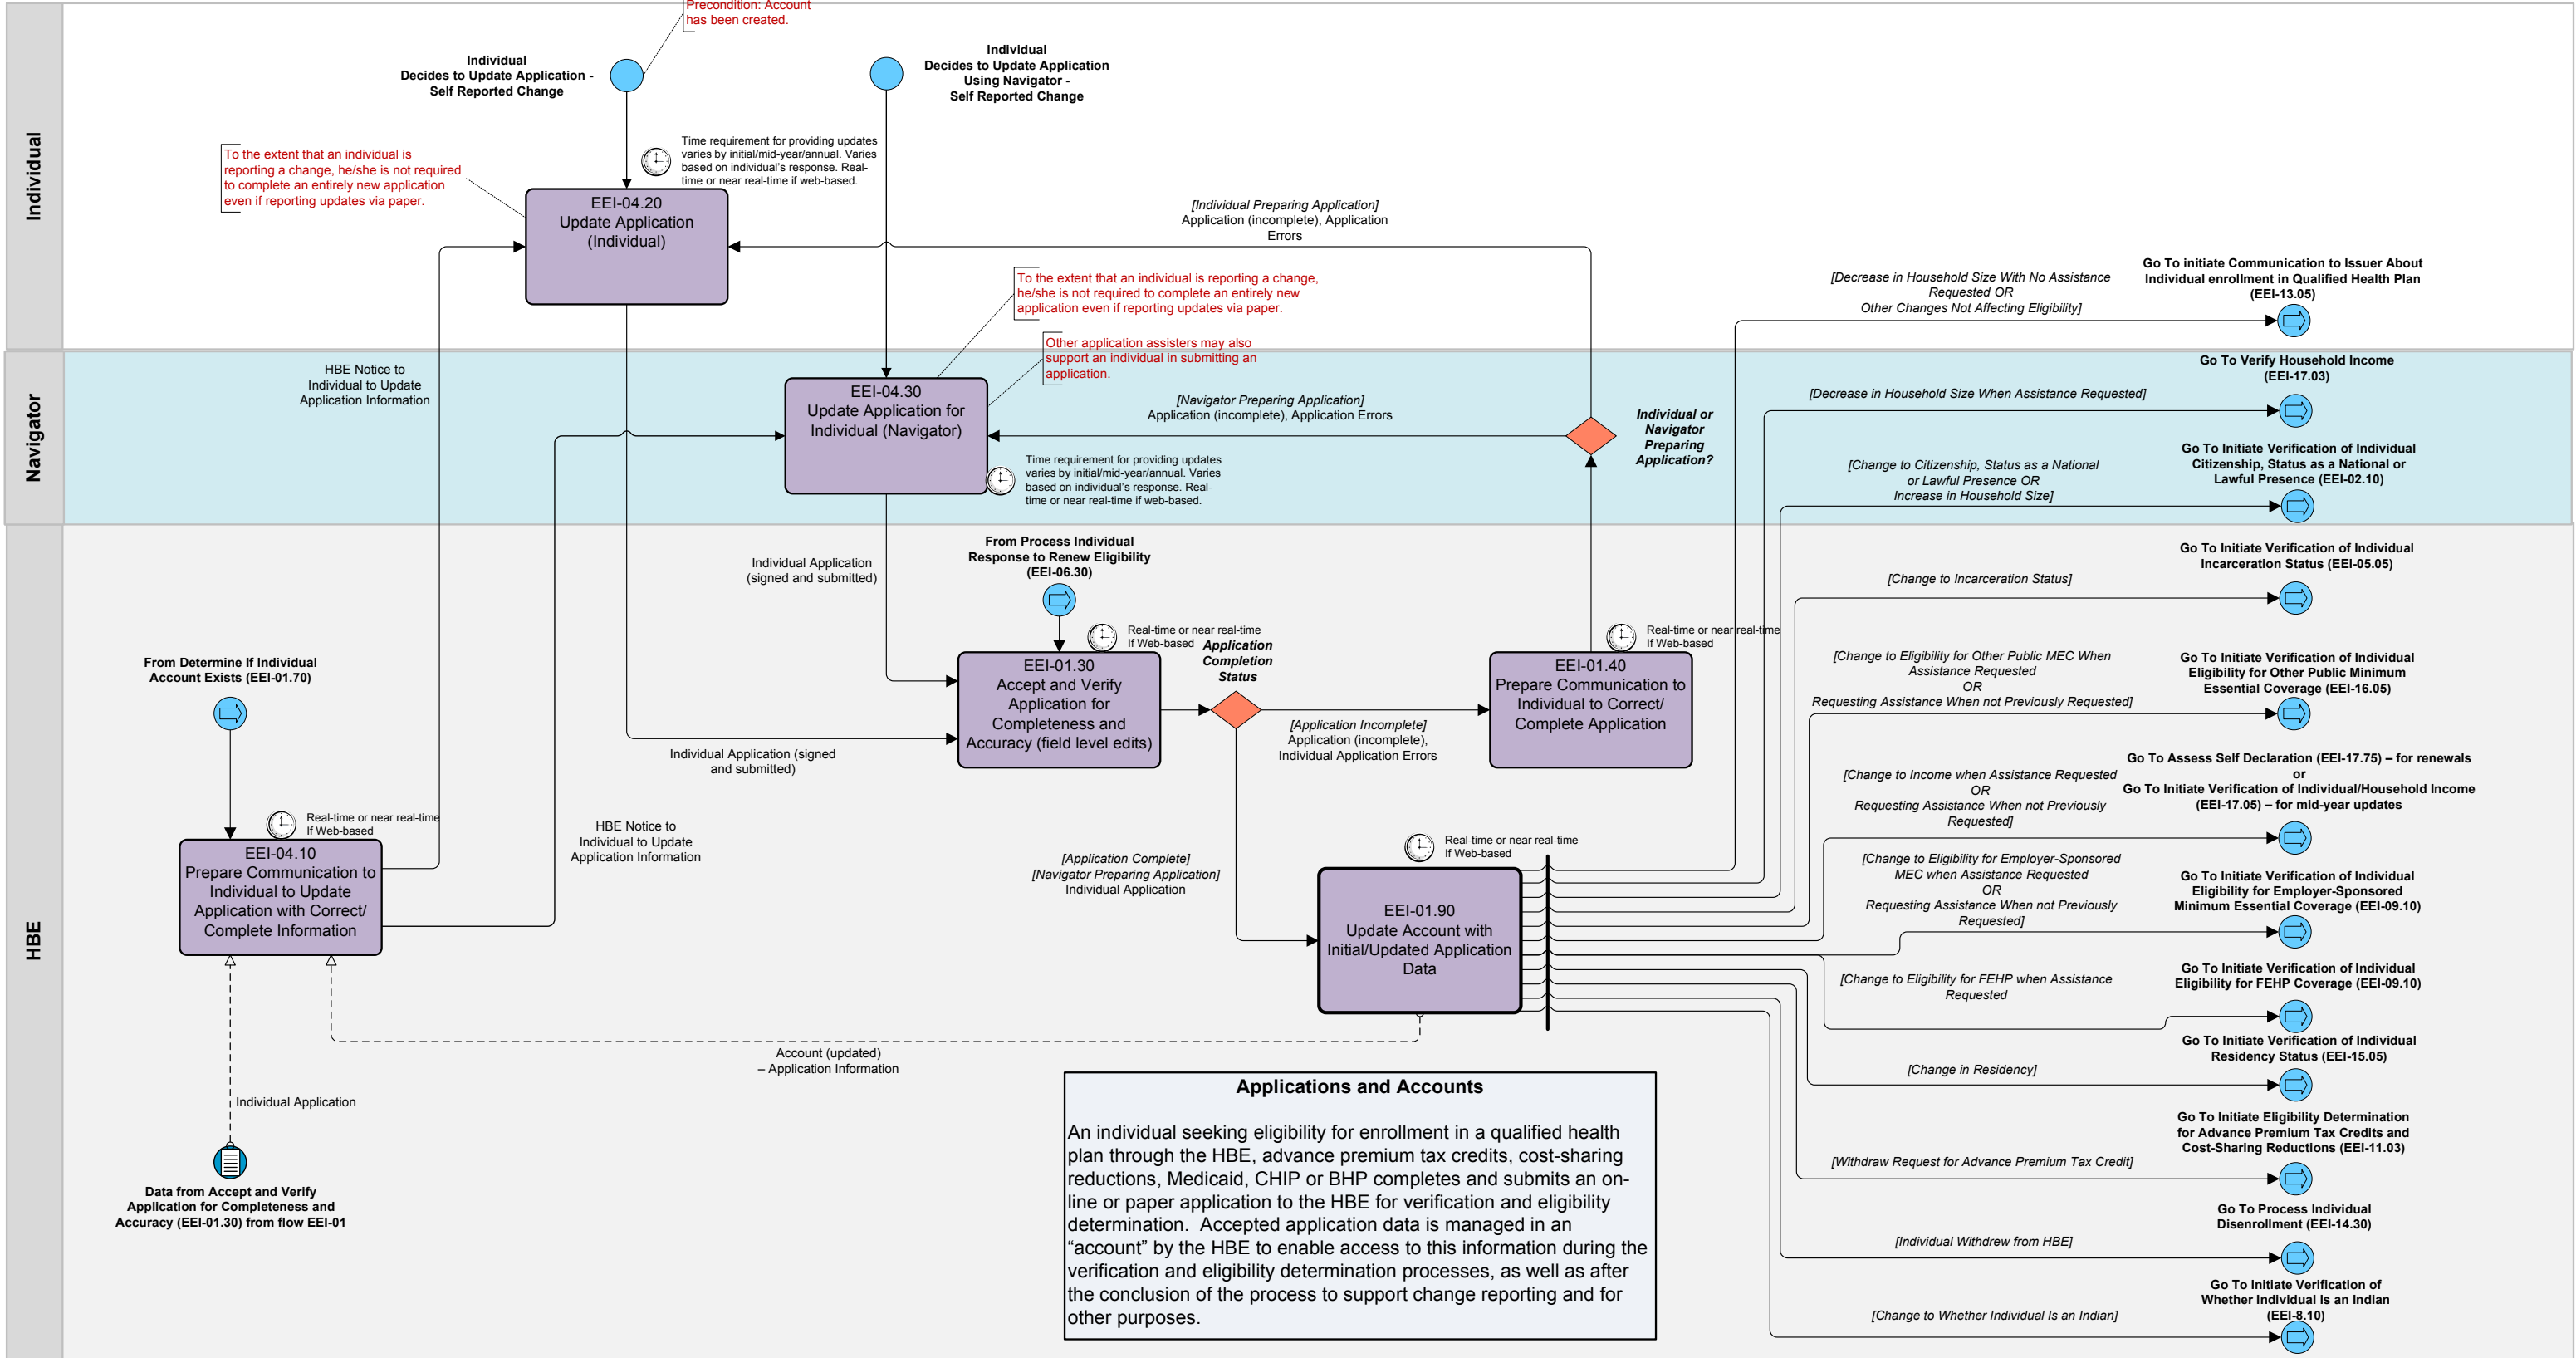 Precondition: Account
has been created.
Individual
Decides to Update Application -
Self Reported Change
Individual
Decides to Update Application
Using Navigator -
Self Reported Change
Individual
Time requirement for providing updates
varies by initial/mid-year/annual. Varies
based on individual's response. Real-
time or near real-time if web-based.
To the extent that an individual is
reporting a change, he/she is not required
to complete an entirely new application
even if reporting updates via paper.
EEI-04.20
Update Application
(Individual)
[Individual Preparing Application]
Application (incomplete), Application
Errors
To the extent that an individual is reporting a change,
he/she is not required to complete an entirely new
application even if reporting updates via paper.
[Decrease in Household Size With No Assistance
Requested OR
Other Changes Not Affecting Eligibility]
Go To initiate Communication to Issuer About
Individual enrollment in Qualified Health Plan
(EEI-13.05)
Other application assisters may also
support an individual in submitting an
application.
Navigator
HBE Notice to
Individual to Update
Application Information
EEI-04.30
Update Application for
Individual (Navigator)
[Navigator Preparing Application]
Application (incomplete), Application Errors
Individual or
Navigator
Preparing
Application?
Time requirement for providing updates
varies by initial/mid-year/annual. Varies
based on individual's response. Real-
time or near real-time if web-based.
[Decrease in Household Size When Assistance Requested]
Go To Verify Household Income
(EEI-17.03)
[Change to Citizenship, Status as a National
or Lawful Presence OR
Increase in Household Size]
Go To Initiate Verification of Individual
Citizenship, Status as a National or
Lawful Presence (EEI-02.10)
HBE
Individual Application
(signed and submitted)
From Process Individual
Response to Renew Eligibility
(EEI-06.30)
[Change to Incarceration Status]
Go To Initiate Verification of Individual
Incarceration Status (EEI-05.05)
Real-time or near real-time
If Web-based
Application
Completion
Status
Real-time or near real-time
If Web-based
From Determine If Individual
Account Exists (EEI-01.70)
EEI-01.30
Accept and Verify
Application for
Completeness and
Accuracy (field level edits)
EEI-01.40
Prepare Communication to
Individual to Correct/
Complete Application
[Change to Eligibility for Other Public MEC When
Assistance Requested
OR
Requesting Assistance When not Previously Requested]
Go To Initiate Verification of Individual
Eligibility for Other Public Minimum
Essential Coverage (EEI-16.05)
[Application Incomplete]
Application (incomplete),
Individual Application Errors
Individual Application (signed
and submitted)
[Change to Income when Assistance Requested
OR
Requesting Assistance When not Previously
Requested]
Go To Assess Self Declaration (EEI-17.75) – for renewals
or
Go To Initiate Verification of Individual/Household Income
(EEI-17.05) – for mid-year updates
Real-time or near real-time
If Web-based
HBE Notice to
Individual to Update
Application Information
EEI-04.10
Prepare Communication to
Individual to Update
Application with Correct/
Complete Information
[Application Complete]
[Navigator Preparing Application]
Individual Application
Real-time or near real-time
If Web-based
EEI-01.90
Update Account with
Initial/Updated Application
Data
[Change to Eligibility for Employer-Sponsored
MEC when Assistance Requested
OR
Requesting Assistance When not Previously
Requested]
Go To Initiate Verification of Individual
Eligibility for Employer-Sponsored
Minimum Essential Coverage (EEI-09.10)
[Change to Eligibility for FEHP when Assistance
Requested
Go To Initiate Verification of Individual
Eligibility for FEHP Coverage (EEI-09.10)
Account (updated)
– Application Information
[Change in Residency]
Go To Initiate Verification of Individual
Residency Status (EEI-15.05)
Individual Application
Data from Accept and Verify
Application for Completeness and
Accuracy (EEI-01.30) from flow EEI-01
Applications and Accounts
An individual seeking eligibility for enrollment in a qualified health
plan through the HBE, advance premium tax credits, cost-sharing
reductions, Medicaid, CHIP or BHP completes and submits an on-
line or paper application to the HBE for verification and eligibility
determination.  Accepted application data is managed in an
“account” by the HBE to enable access to this information during the
verification and eligibility determination processes, as well as after
the conclusion of the process to support change reporting and for
other purposes.
[Withdraw Request for Advance Premium Tax Credit]
Go To Initiate Eligibility Determination
for Advance Premium Tax Credits and
Cost-Sharing Reductions (EEI-11.03)
[Individual Withdrew from HBE]
Go To Process Individual
Disenrollment (EEI-14.30)
[Change to Whether Individual Is an Indian]
Go To Initiate Verification of
Whether Individual Is an Indian
(EEI-8.10)